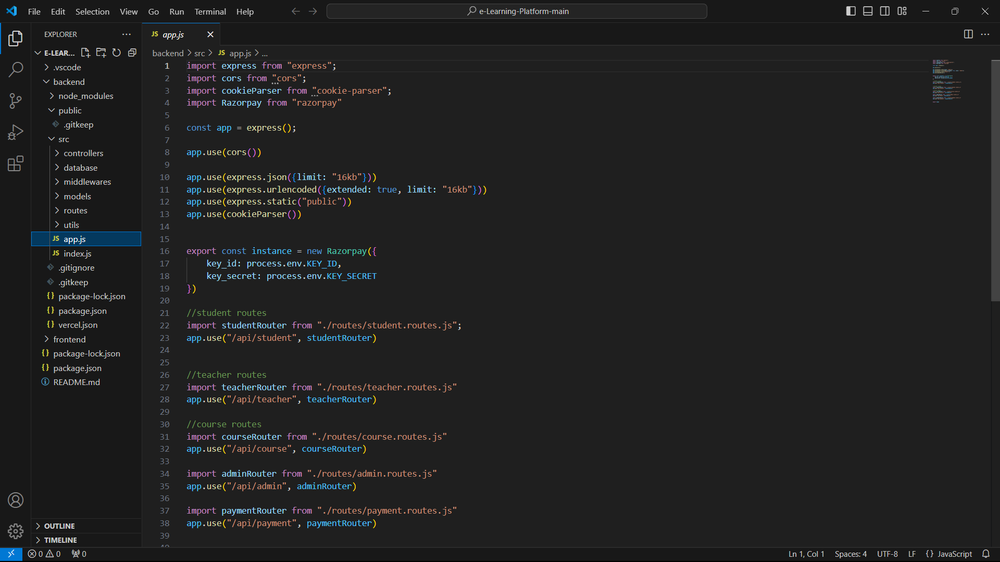 File Edit Selection View Go Run Terminal Help
e-Learning-Platform-main
EXPLORER
E-LEAR...
.vscode
backend
node_modules
public
.gitkeep
src
controllers
database
middlewares
models
routes
utils
JS app.js
JS index.js
.gitignore
.gitkeep
{} package-lock.json
{} package.json
{} vercel.json
frontend
{} package-lock.json
{} package.json
README.md
OUTLINE
TIMELINE
JS app.js
backend > src > JS app.js > ...
1 import express from "express";
2 import cors from "cors";
3 import cookieParser from "cookie-parser";
4 import Razorpay from "razorpay"
5
6 const app = express();
7
8 app.use(cors())
9
10 app.use(express.json({limit: "16kb"}))
11 app.use(express.urlencoded({extended: true, limit: "16kb"}))
12 app.use(express.static("public"))
13 app.use(cookieParser())
14
15
16 export const instance = new Razorpay({
17     key_id: process.env.KEY_ID,
18     key_secret: process.env.KEY_SECRET
19 })
20
21 //student routes
22 import studentRouter from "./routes/student.routes.js";
23 app.use("/api/student", studentRouter)
24
25
26 //teacher routes
27 import teacherRouter from "./routes/teacher.routes.js"
28 app.use("/api/teacher", teacherRouter)
29
30 //course routes
31 import courseRouter from "./routes/course.routes.js"
32 app.use("/api/course", courseRouter)
33
34 import adminRouter from "./routes/admin.routes.js"
35 app.use("/api/admin", adminRouter)
36
37 import paymentRouter from "./routes/payment.routes.js"
38 app.use("/api/payment", paymentRouter)
39
0 0 0 Ln 1, Col 1 Spaces: 4 UTF-8 LF {} JavaScript